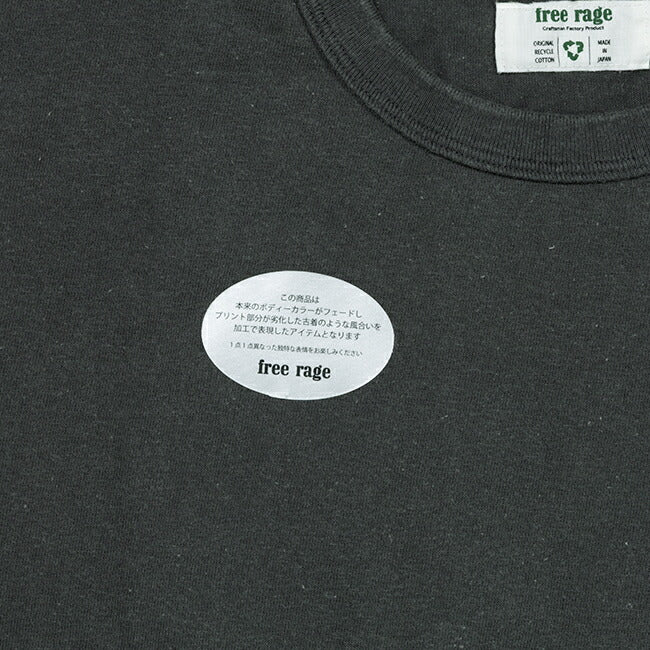 free rage
Craftsman Factory Product
ORIGINAL
RECYCLE
COTTON
MADE
IN
JAPAN
この商品は
本来のボディーカラーがフェードし
プリント部分が劣化した古着のような風合いを
加工で表現したアイテムとなります
1点1点異なった独特な表情をお楽しみください
free rage